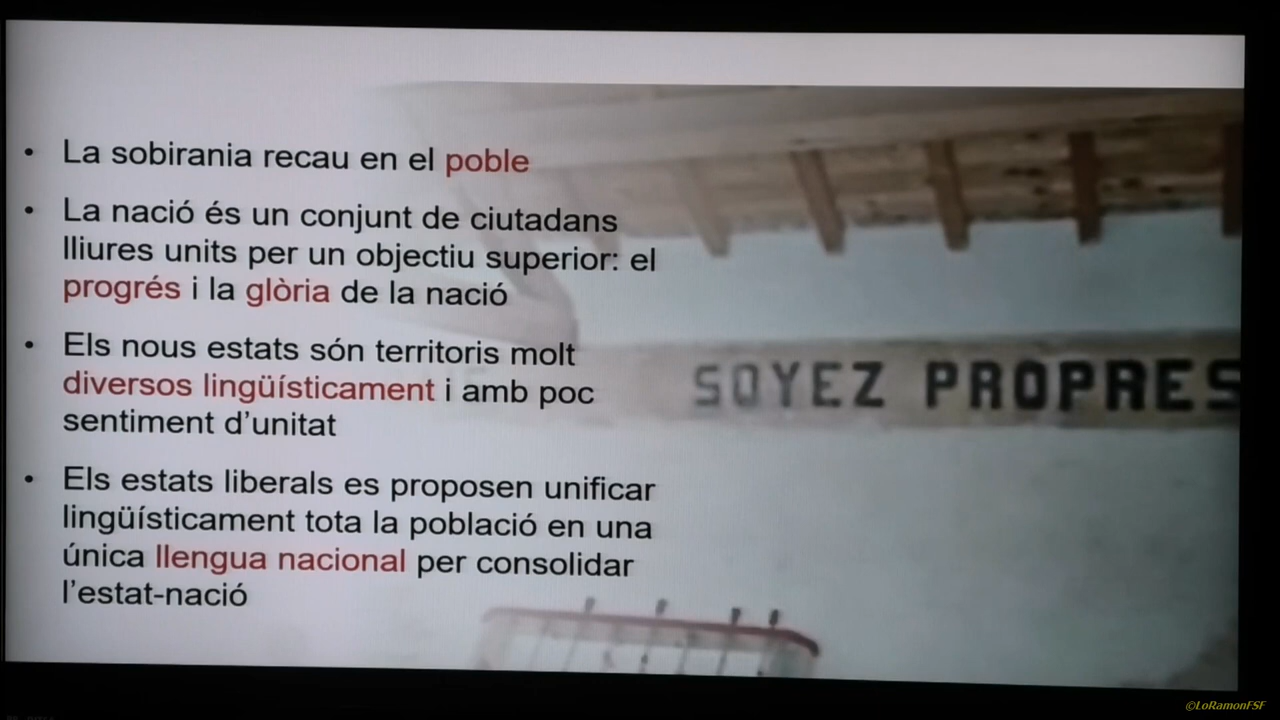 • La sobirania recau en el poble
• La nació és un conjunt de ciutadans
lliures units per un objectiu superior: el
progrés i la glòria de la nació
• Els nous estats són territoris molt
diversos lingüísticament i amb poc
sentiment d’unitat
• Els estats liberals es proposen unificar
lingüísticament tota la població en una
única llengua nacional per consolidar
l’estat-nació
SOYEZ PROPRES
©LoRamonFSF